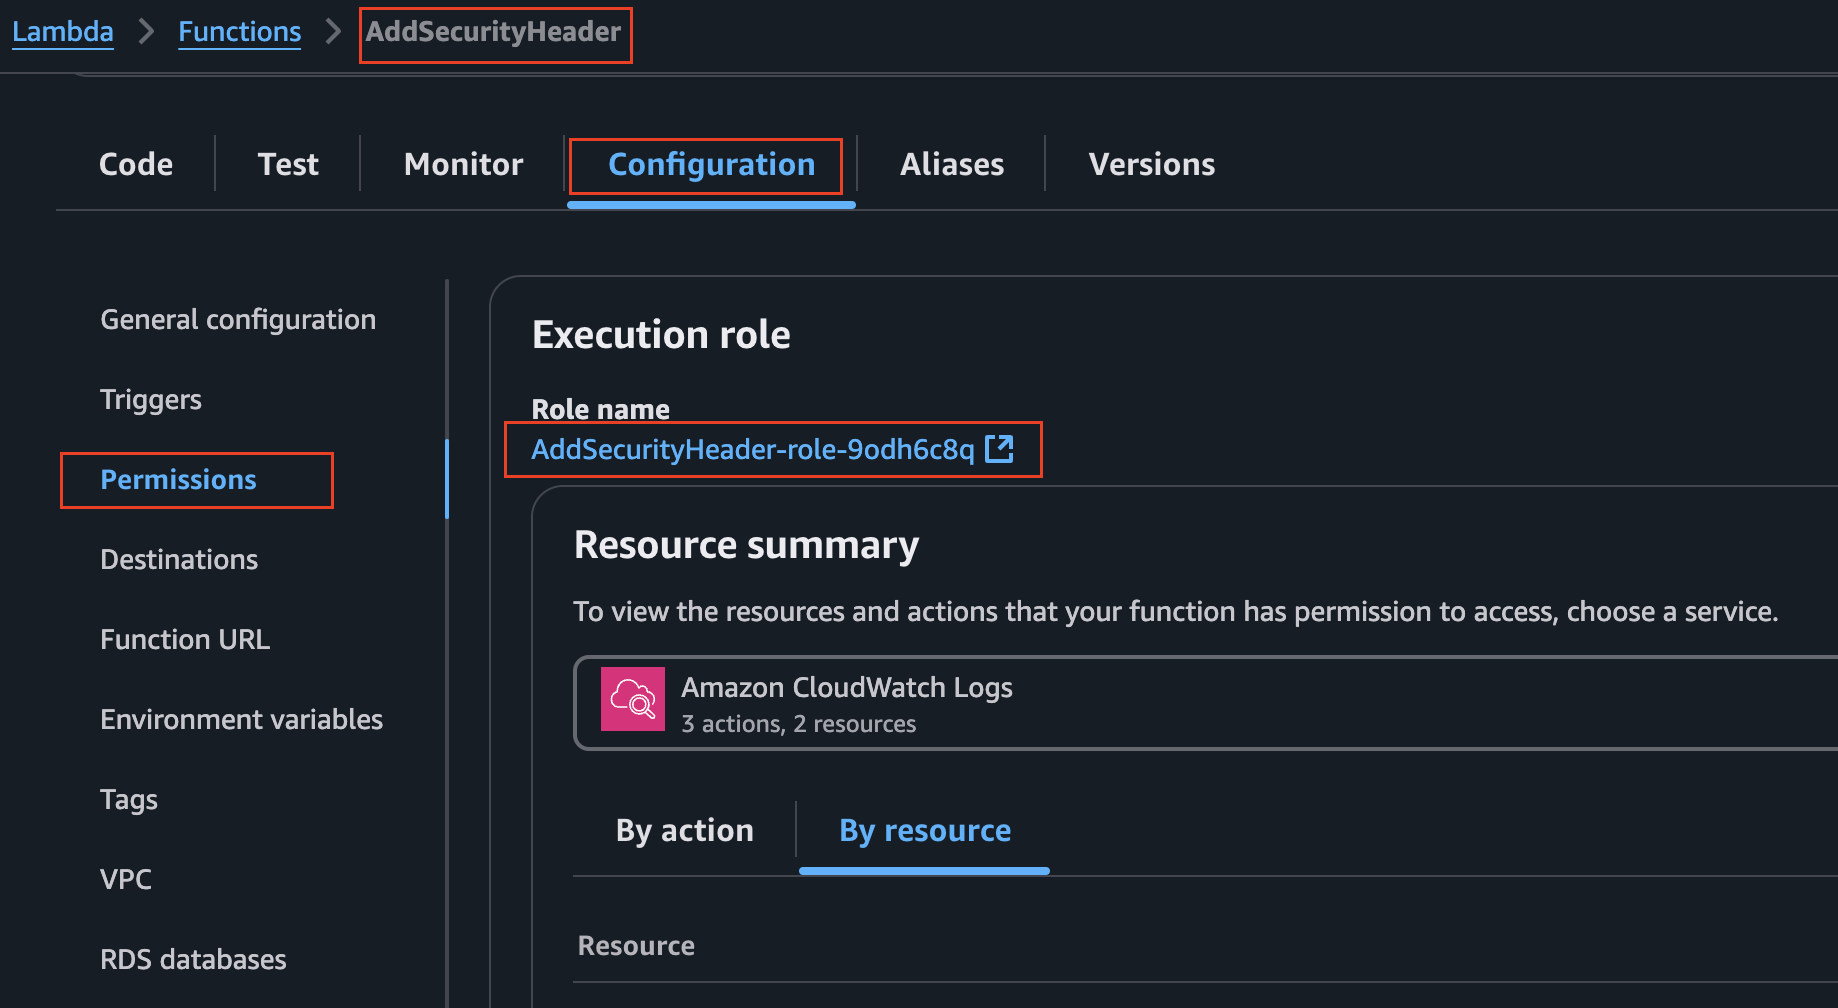 Lambda > Functions > AddSecurityHeader
Code Test Monitor Configuration Aliases Versions
General configuration
Triggers
Permissions
Destinations
Function URL
Environment variables
Tags
VPC
RDS databases
Execution role
Role name
AddSecurityHeader-role-9odh6c8q
Resource summary
To view the resources and actions that your function has permission to access, choose a service.
Amazon CloudWatch Logs
3 actions, 2 resources
By action By resource
Resource